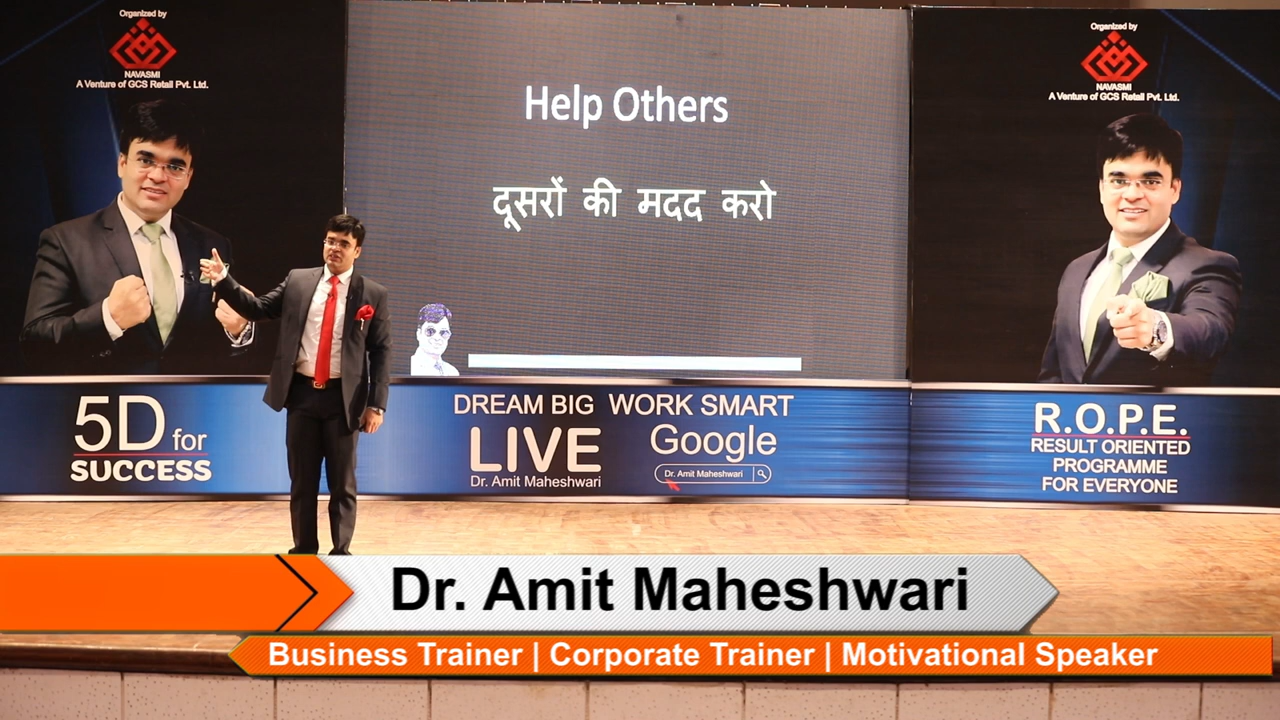 Organized by
NAVASMI
A Venture of GCS Retail Pvt. Ltd.
Help Others
दूसरों की मदद करो
Organized by
NAVASMI
A Venture of GCS Retail Pvt. Ltd.
5D for
SUCCESS
DREAM BIG WORK SMART
LIVE
Dr. Amit Maheshwari
Google
Dr. Amit Maheshwari
R.O.P.E.
RESULT ORIENTED
PROGRAMME
FOR EVERYONE
Dr. Amit Maheshwari
Business Trainer | Corporate Trainer | Motivational Speaker